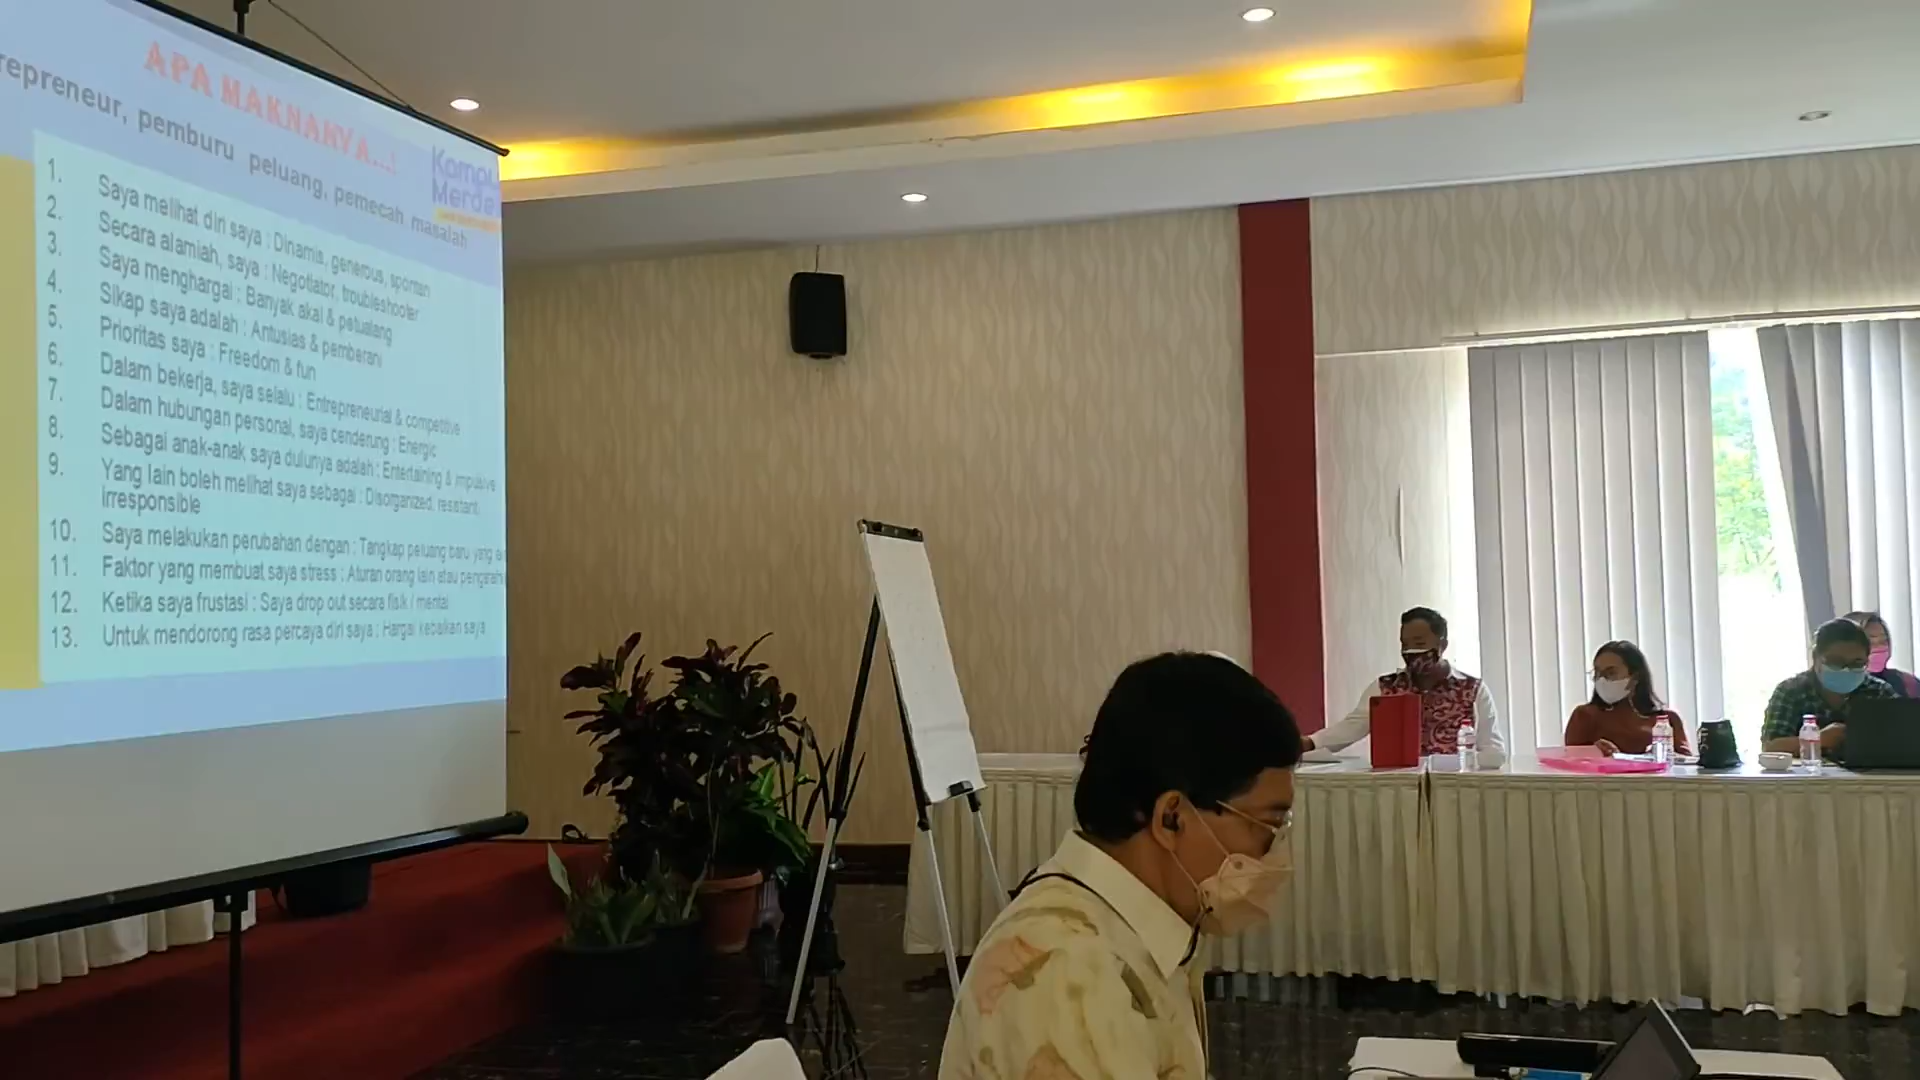 APA MAKNANYA...!
repreneur, pemburu peluang, pemecah masalah
Kampu
Merde
1. Saya melihat diri saya : Dinamis, generous, spontan
2. Secara alamiah, saya : Negotiator, troubleshooter
3. Saya menghargai : Banyak akal & petualang
4. Sikap saya adalah : Antusias & pemberani
5. Prioritas saya : Freedom & fun
6. Dalam bekerja, saya selalu : Entrepreneurial & competitive
7. Dalam hubungan personal, saya cenderung : Energic
8. Sebagai anak-anak saya dulunya adalah : Entertaining & impulsive
9. Yang lain boleh melihat saya sebagai : Disorganized, resistant,
irresponsible
10. Saya melakukan perubahan dengan : Tangkap peluang baru yang a
11. Faktor yang membuat saya stress : Aturan orang lain atau pengarah
12. Ketika saya frustasi : Saya drop out secara fisik / mental
13. Untuk mendorong rasa percaya diri saya : Hargai kebaikan saya